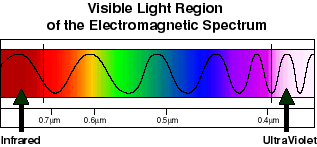 Visible Light Region
of the Electromagnetic Spectrum
0.7µm 0.6µm 0.5µm 0.4µm
Infrared UltraViolet